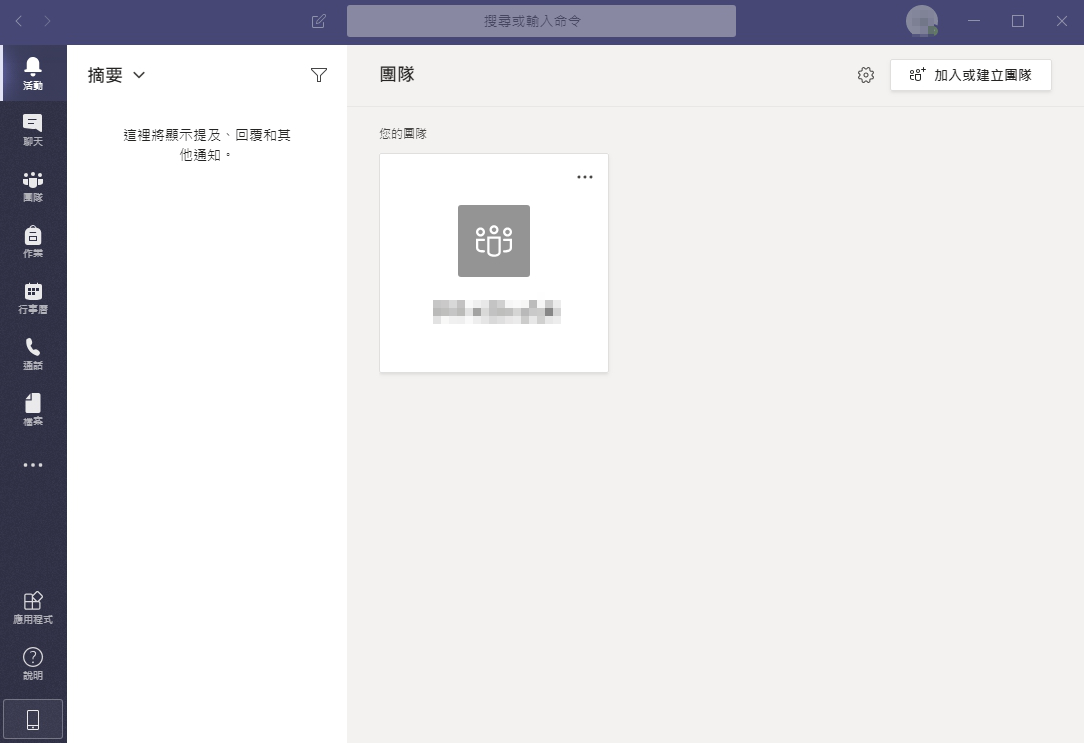 搜尋或輸入命令
活動
聊天
團隊
作業
行事曆
通話
檔案
應用程式
說明
摘要
這裡將顯示提及、回覆和其
他通知。
團隊
加入或建立團隊
您的團隊